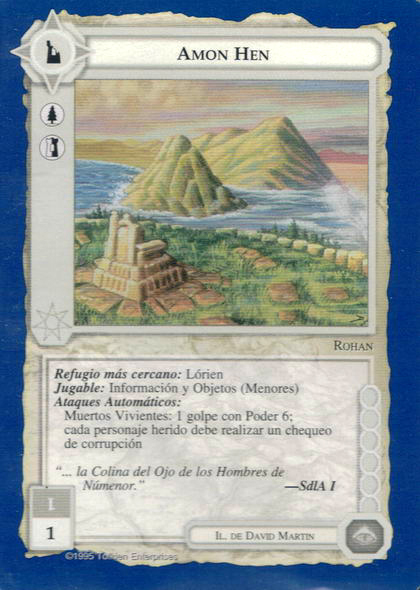 Amon Hen
Rohan
Refugio más cercano: Lórien
Jugable: Información y Objetos (Menores)
Ataques Automáticos:
Muertos Vivientes: 1 golpe con Poder 6;
cada personaje herido debe realizar un chequeo
de corrupción
“... la Colina del Ojo de los Hombres de
Númenor.” —SdlA I
I
1
Il. de David Martin
©1995 Tolkien Enterprises